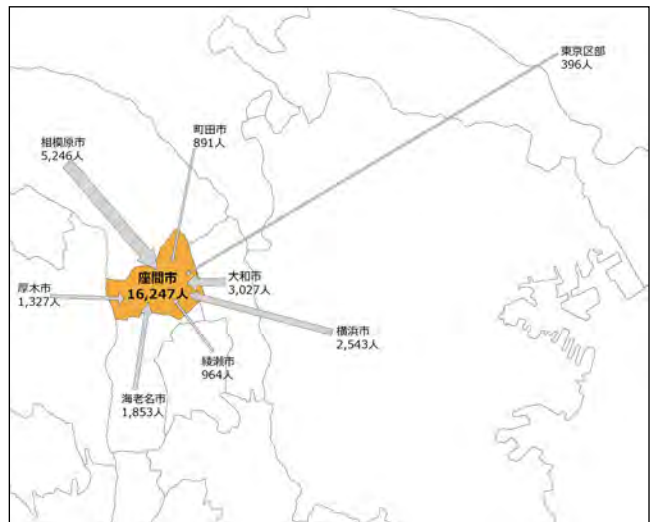 東京区部
396人
町田市
891人
相模原市
5,246人
座間市
16,247人
大和市
3,027人
厚木市
1,327人
横浜市
2,543人
綾瀬市
964人
海老名市
1,853人